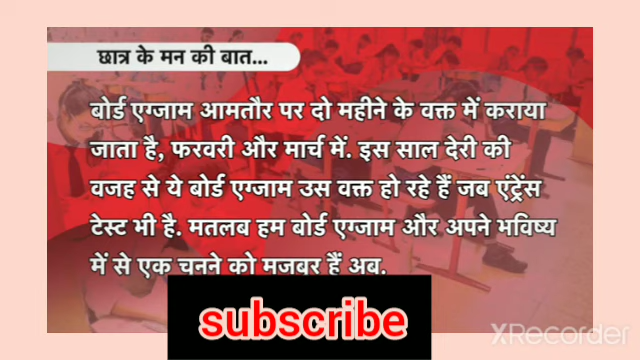 छात्र के मन की बात...
बोर्ड एग्जाम आमतौर पर दो महीने के वक्त में कराया
जाता है, फरवरी और मार्च में. इस साल देरी की
वजह से ये बोर्ड एग्जाम उस वक्त हो रहे हैं जब एंट्रेंस
टेस्ट भी है. मतलब हम बोर्ड एग्जाम और अपने भविष्य
में से एक चुनने को मजबूर हैं अब.
subscribe
XRecorder